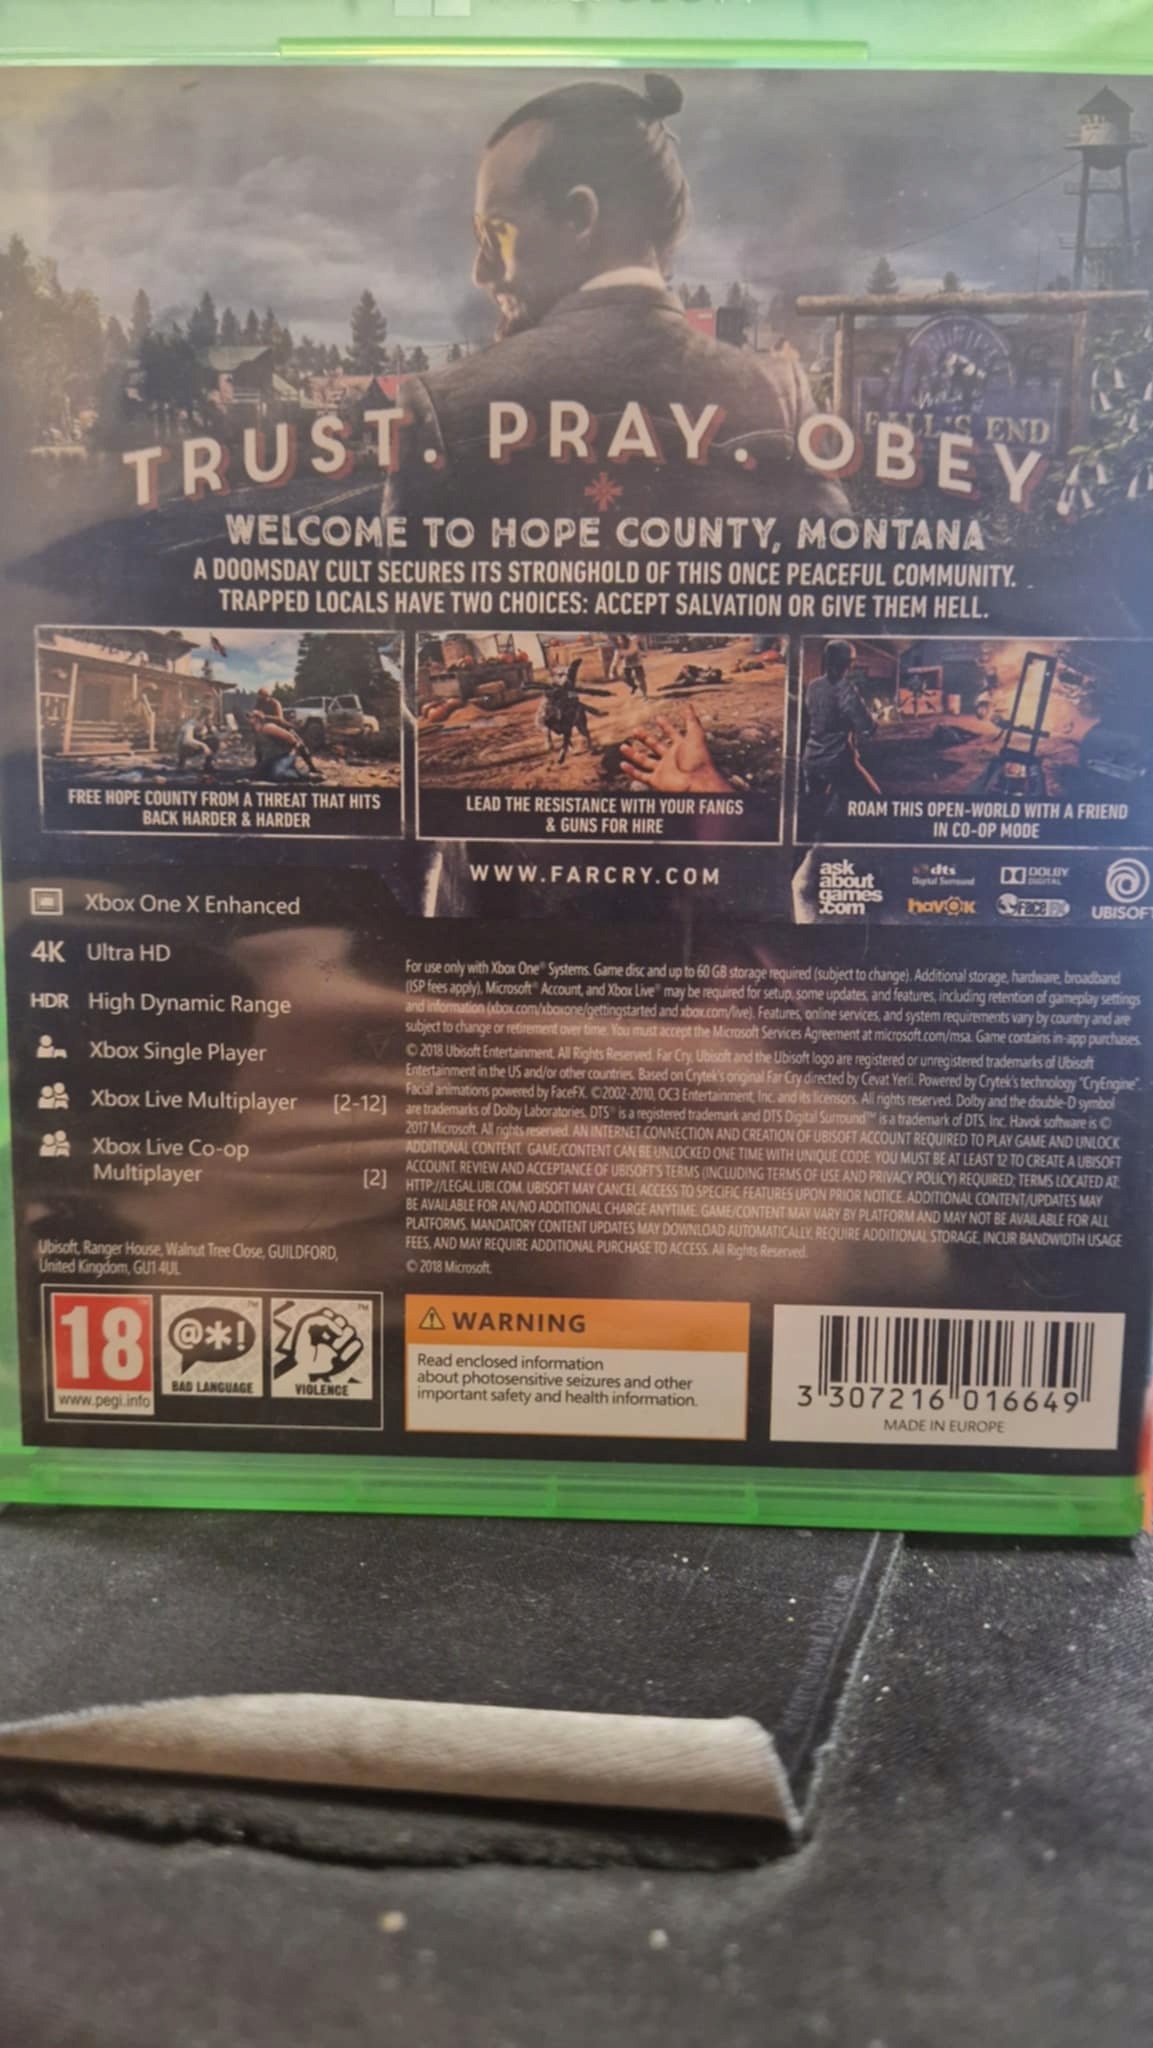 TRUST. PRAY. OBEY
FALL'S END
WELCOME TO HOPE COUNTY, MONTANA
A DOOMSDAY CULT SECURES ITS STRONGHOLD OF THIS ONCE PEACEFUL COMMUNITY.
TRAPPED LOCALS HAVE TWO CHOICES: ACCEPT SALVATION OR GIVE THEM HELL.
FREE HOPE COUNTY FROM A THREAT THAT HITS
BACK HARDER & HARDER
LEAD THE RESISTANCE WITH YOUR FANGS
& GUNS FOR HIRE
ROAM THIS OPEN-WORLD WITH A FRIEND
IN CO-OP MODE
WWW.FARCRY.COM
ask
about
games
.com
dts
Digital Surround
DOLBY
DIGITAL
havok
FACE FX
UBISOFT
Xbox One X Enhanced
4K Ultra HD
HDR High Dynamic Range
Xbox Single Player
Xbox Live Multiplayer [2-12]
Xbox Live Co-op
Multiplayer [2]
For use only with Xbox One® Systems. Game disc and up to 60 GB storage required (subject to change). Additional storage, hardware, broadband
(ISP fees apply), Microsoft® Account, and Xbox Live® may be required for setup, some updates, and features, including retention of gameplay settings
and information (xbox.com/xboxone/gettingstarted and xbox.com/live). Features, online services, and system requirements vary by country and are
subject to change or retirement over time. You must accept the Microsoft Services Agreement at microsoft.com/msa. Game contains in-app purchases.
© 2018 Ubisoft Entertainment. All Rights Reserved. Far Cry, Ubisoft and the Ubisoft logo are registered or unregistered trademarks of Ubisoft
Entertainment in the US and/or other countries. Based on Crytek's original Far Cry directed by Cevat Yerli. Powered by Crytek's technology "CryEngine".
Facial animations powered by FaceFX. ©2002-2010, OC3 Entertainment, Inc. and its licensors. All rights reserved. Dolby and the double-D symbol
are trademarks of Dolby Laboratories. DTS® is a registered trademark and DTS Digital Surround™ is a trademark of DTS, Inc. Havok software is ©
2017 Microsoft. All rights reserved. AN INTERNET CONNECTION AND CREATION OF UBISOFT ACCOUNT REQUIRED TO PLAY GAME AND UNLOCK
ADDITIONAL CONTENT. GAME/CONTENT CAN BE UNLOCKED ONE TIME WITH UNIQUE CODE. YOU MUST BE AT LEAST 12 TO CREATE A UBISOFT
ACCOUNT. REVIEW AND ACCEPTANCE OF UBISOFT'S TERMS (INCLUDING TERMS OF USE AND PRIVACY POLICY) REQUIRED; TERMS LOCATED AT:
HTTP://LEGAL.UBI.COM. UBISOFT MAY CANCEL ACCESS TO SPECIFIC FEATURES UPON PRIOR NOTICE. ADDITIONAL CONTENT/UPDATES MAY
BE AVAILABLE FOR AN/NO ADDITIONAL CHARGE ANYTIME. GAME/CONTENT MAY VARY BY PLATFORM AND MAY NOT BE AVAILABLE FOR ALL
PLATFORMS. MANDATORY CONTENT UPDATES MAY DOWNLOAD AUTOMATICALLY, REQUIRE ADDITIONAL STORAGE, INCUR BANDWIDTH USAGE
FEES, AND MAY REQUIRE ADDITIONAL PURCHASE TO ACCESS. All Rights Reserved.
© 2018 Microsoft.
Ubisoft, Ranger House, Walnut Tree Close, GUILDFORD,
United Kingdom, GU1 4UL
18
www.pegi.info
@*!
BAD LANGUAGE
VIOLENCE
WARNING
Read enclosed information
about photosensitive seizures and other
important safety and health information.
3 307216 016649
MADE IN EUROPE